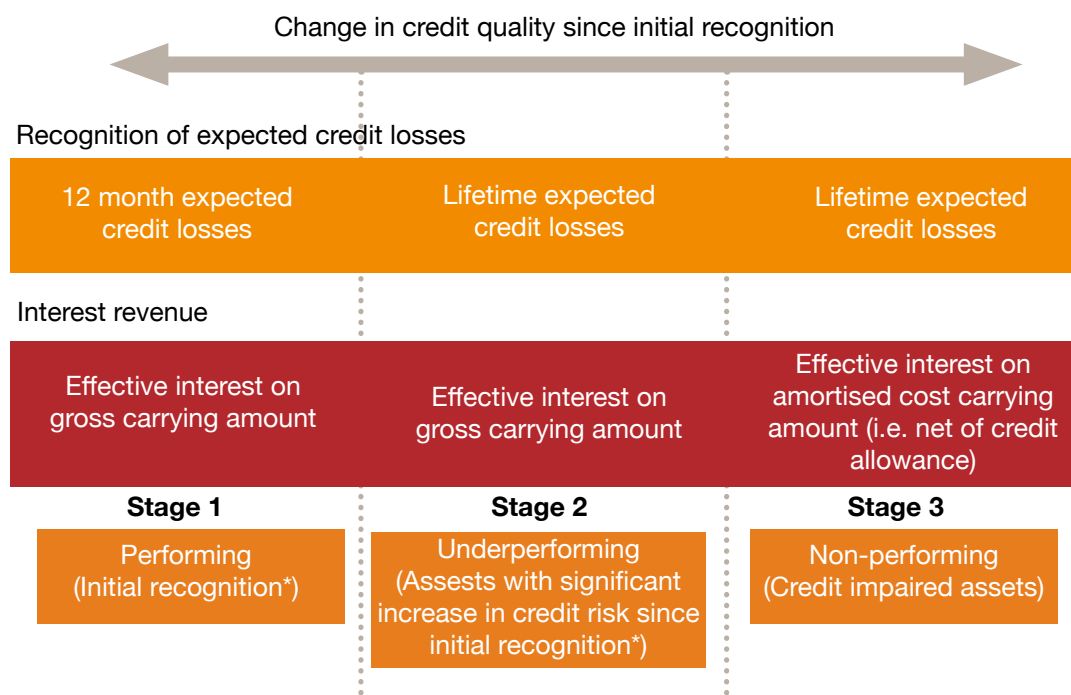 Change in credit quality since initial recognition
Recognition of expected credit losses
12 month expected
credit losses
Lifetime expected
credit losses
Lifetime expected
credit losses
Interest revenue
Effective interest on
gross carrying amount
Effective interest on
gross carrying amount
Effective interest on
amortised cost carrying
amount (i.e. net of credit
allowance)
Stage 1
Performing
(Initial recognition*)
Stage 2
Underperforming
(Assests with significant
increase in credit risk since
initial recognition*)
Stage 3
Non-performing
(Credit impaired assets)